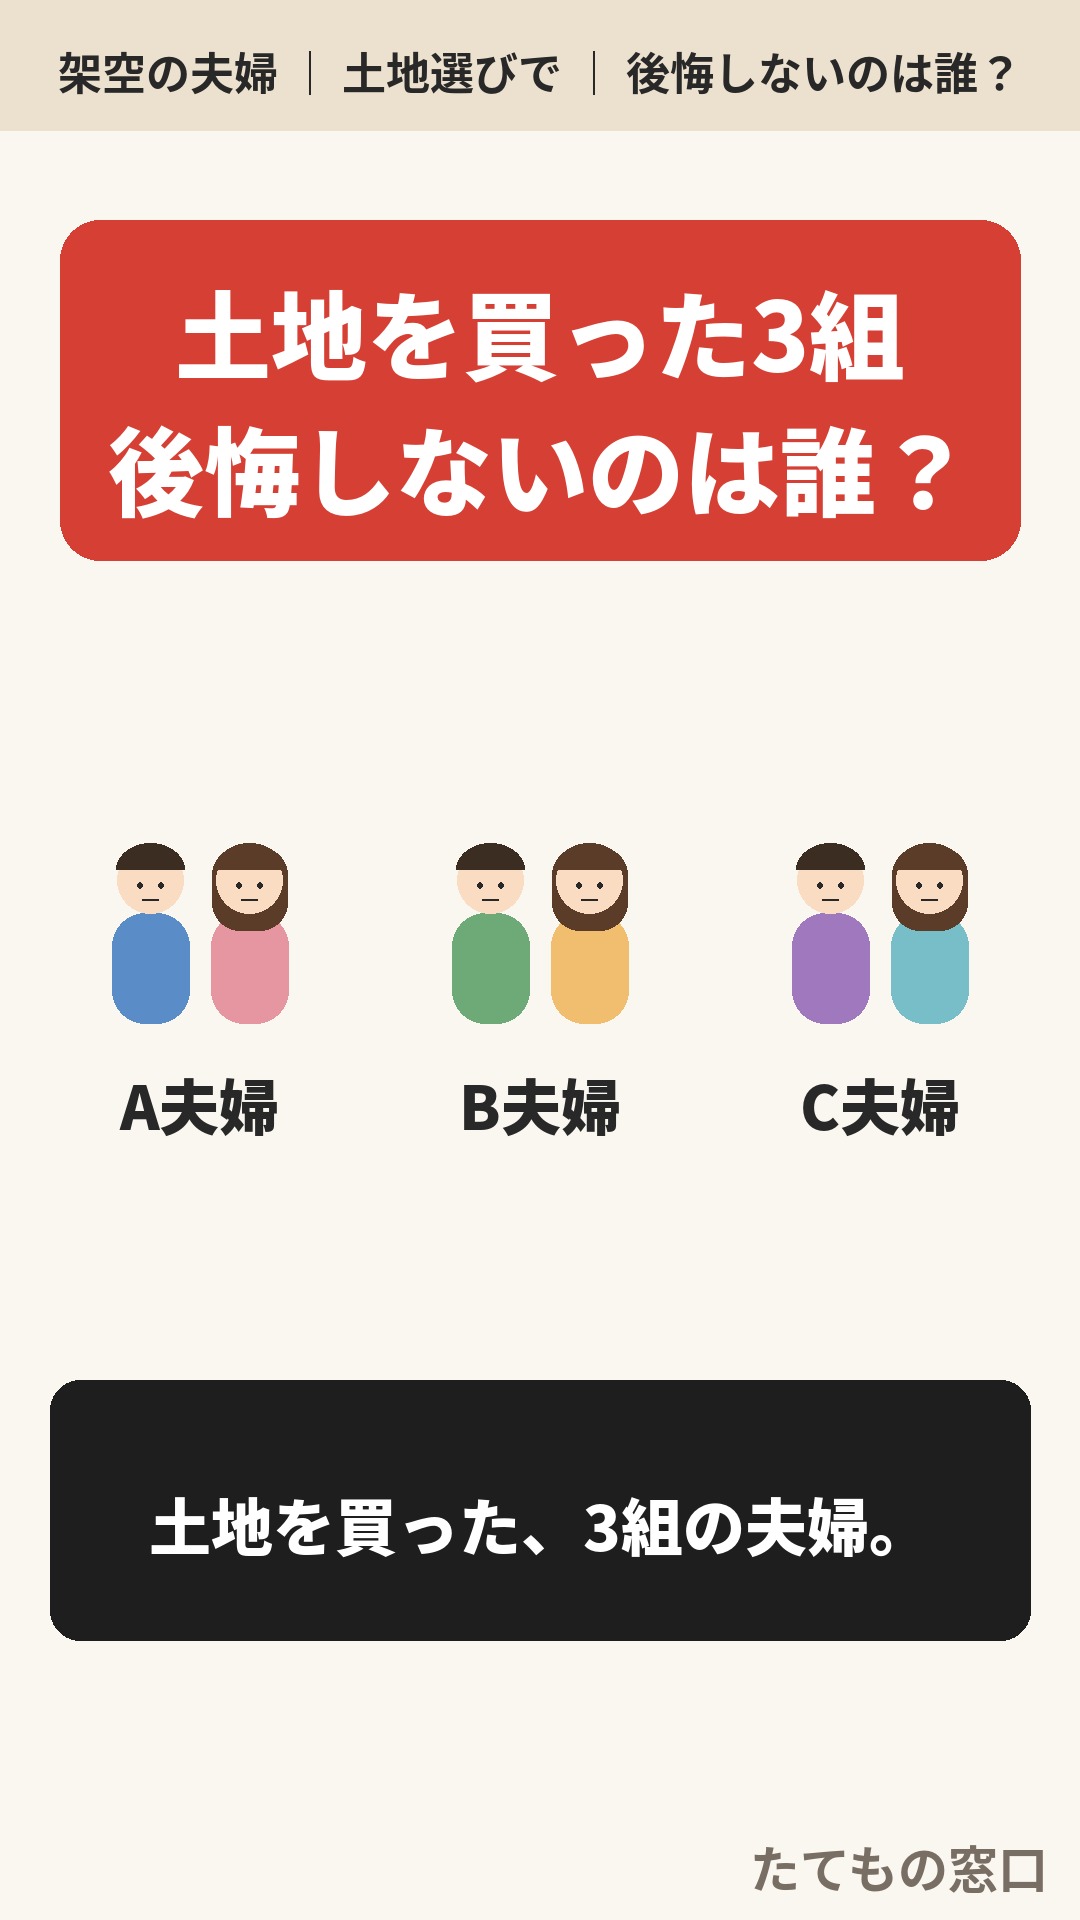 架空の夫婦｜土地選びで｜後悔しないのは誰？
土地を買った3組
後悔しないのは誰？
A夫婦 B夫婦 C夫婦
土地を買った、3組の夫婦。
たてもの窓口